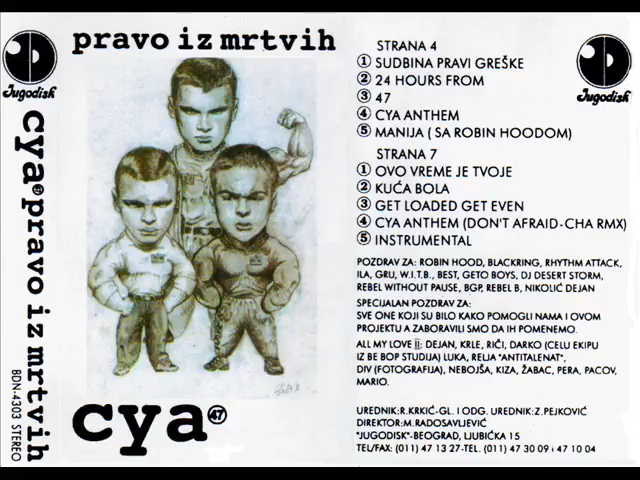 Jugodisk
cya® pravo iz mrtvih
BDN-4303 STEREO
pravo iz mrtvih
cya 47
Jugodisk
STRANA 4
1 SUDBINA PRAVI GREŠKE
2 24 HOURS FROM
3 47
4 CYA ANTHEM
5 MANIJA ( SA ROBIN HOODOM)
STRANA 7
1 OVO VREME JE TVOJE
2 KUĆA BOLA
3 GET LOADED GET EVEN
4 CYA ANTHEM (DON'T AFRAID-CHA RMX)
5 INSTRUMENTAL
POZDRAV ZA: ROBIN HOOD, BLACKRING, RHYTHM ATTACK,
ILA, GRU, W.I.T.B., BEST, GETO BOYS, DJ DESERT STORM,
REBEL WITHOUT PAUSE, BGP, REBEL B, NIKOLIĆ DEJAN
SPECIJALAN POZDRAV ZA:
SVE ONE KOJI SU BILO KAKO POMOGLI NAMA I OVOM
PROJEKTU A ZABORAVILI SMO DA IH POMENEMO.
ALL MY LOVE II: DEJAN, KRLE, RIČI, DARKO (CELU EKIPU
IZ BE BOP STUDIJA) LUKA, RELJA "ANTITALENAT",
DIV (FOTOGRAFIJA), NEBOJŠA, KIZA, ŽABAC, PERA, PACOV,
MARIO.
UREDNIK:R.KRKIĆ-GL. I ODG. UREDNIK:Z.PEJKOVIĆ
DIREKTOR:M.RADOSAVLJEVIĆ
"JUGODISK"-BEOGRAD, LJUBIČKA 15
TEL/FAX: (011) 47 13 27-TEL. (011) 47 30 09 i 47 10 04